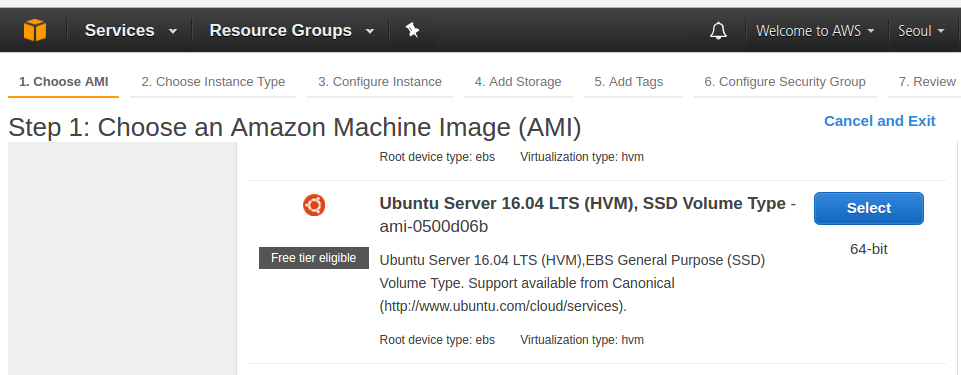 Services Resource Groups Welcome to AWS Seoul
1. Choose AMI 2. Choose Instance Type 3. Configure Instance 4. Add Storage 5. Add Tags 6. Configure Security Group 7. Review
Step 1: Choose an Amazon Machine Image (AMI) Cancel and Exit
Root device type: ebs Virtualization type: hvm
Ubuntu Server 16.04 LTS (HVM), SSD Volume Type - Select
ami-0500d06b
64-bit
Free tier eligible Ubuntu Server 16.04 LTS (HVM),EBS General Purpose (SSD)
Volume Type. Support available from Canonical
(http://www.ubuntu.com/cloud/services).
Root device type: ebs Virtualization type: hvm